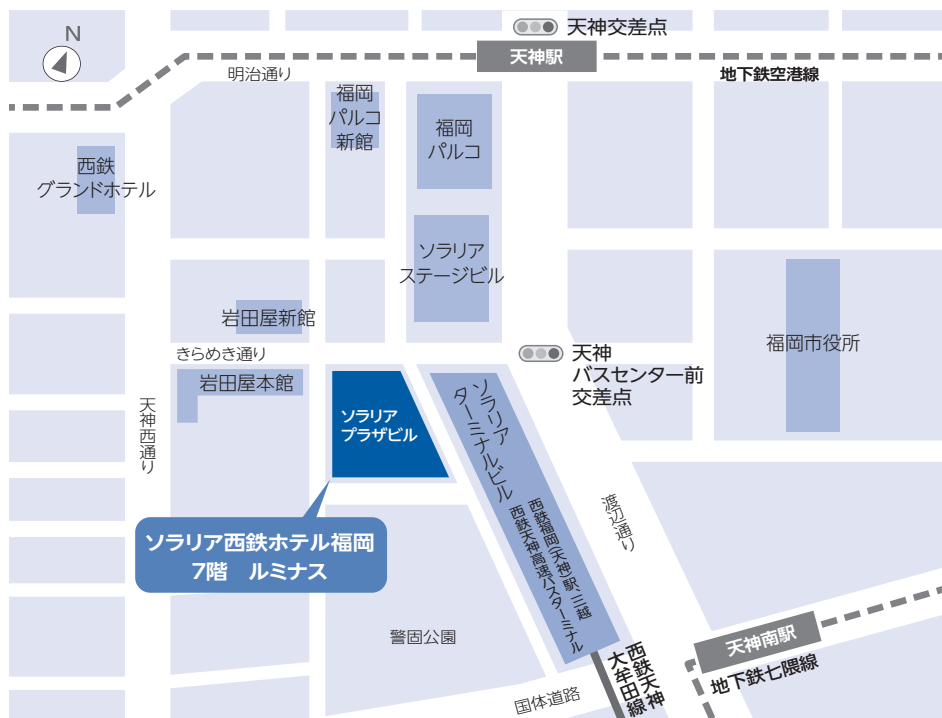 N
天神交差点
天神駅
明治通り
地下鉄空港線
福岡
パルコ
新館
福岡
パルコ
西鉄
グランドホテル
ソラリア
ステージビル
岩田屋新館
福岡市役所
きらめき通り
天神
バスセンター前
交差点
岩田屋本館
ソラリア
プラザビル
ソラリア
ターミナルビル
天神西通り
西鉄福岡(天神)駅、三越
西鉄天神高速バスターミナル
渡辺通り
ソラリア西鉄ホテル福岡
7階 ルミナス
警固公園
天神南駅
地下鉄七隈線
西鉄天神
大牟田線
国体道路